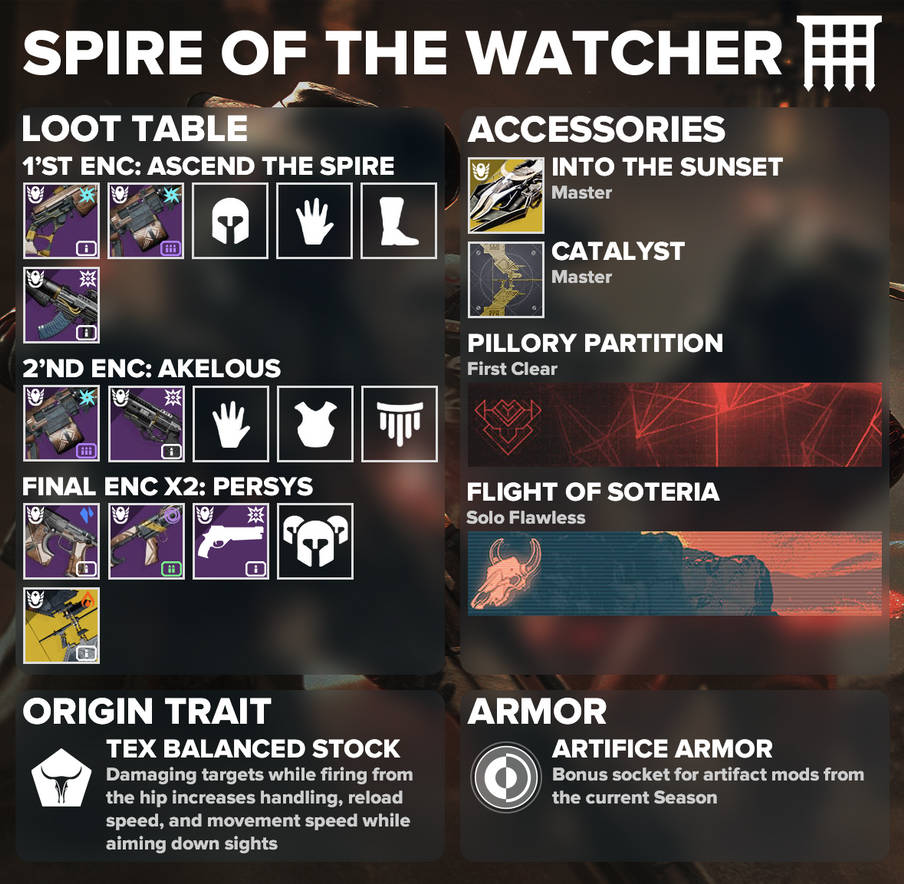 SPIRE OF THE WATCHER
LOOT TABLE
1'ST ENC: ASCEND THE SPIRE
2'ND ENC: AKELOUS
FINAL ENC X2: PERSYS
ACCESSORIES
INTO THE SUNSET
Master
CATALYST
Master
PILLORY PARTITION
First Clear
FLIGHT OF SOTERIA
Solo Flawless
ORIGIN TRAIT
TEX BALANCED STOCK
Damaging targets while firing from
the hip increases handling, reload
speed, and movement speed while
aiming down sights
ARMOR
ARTIFICE ARMOR
Bonus socket for artifact mods from
the current Season